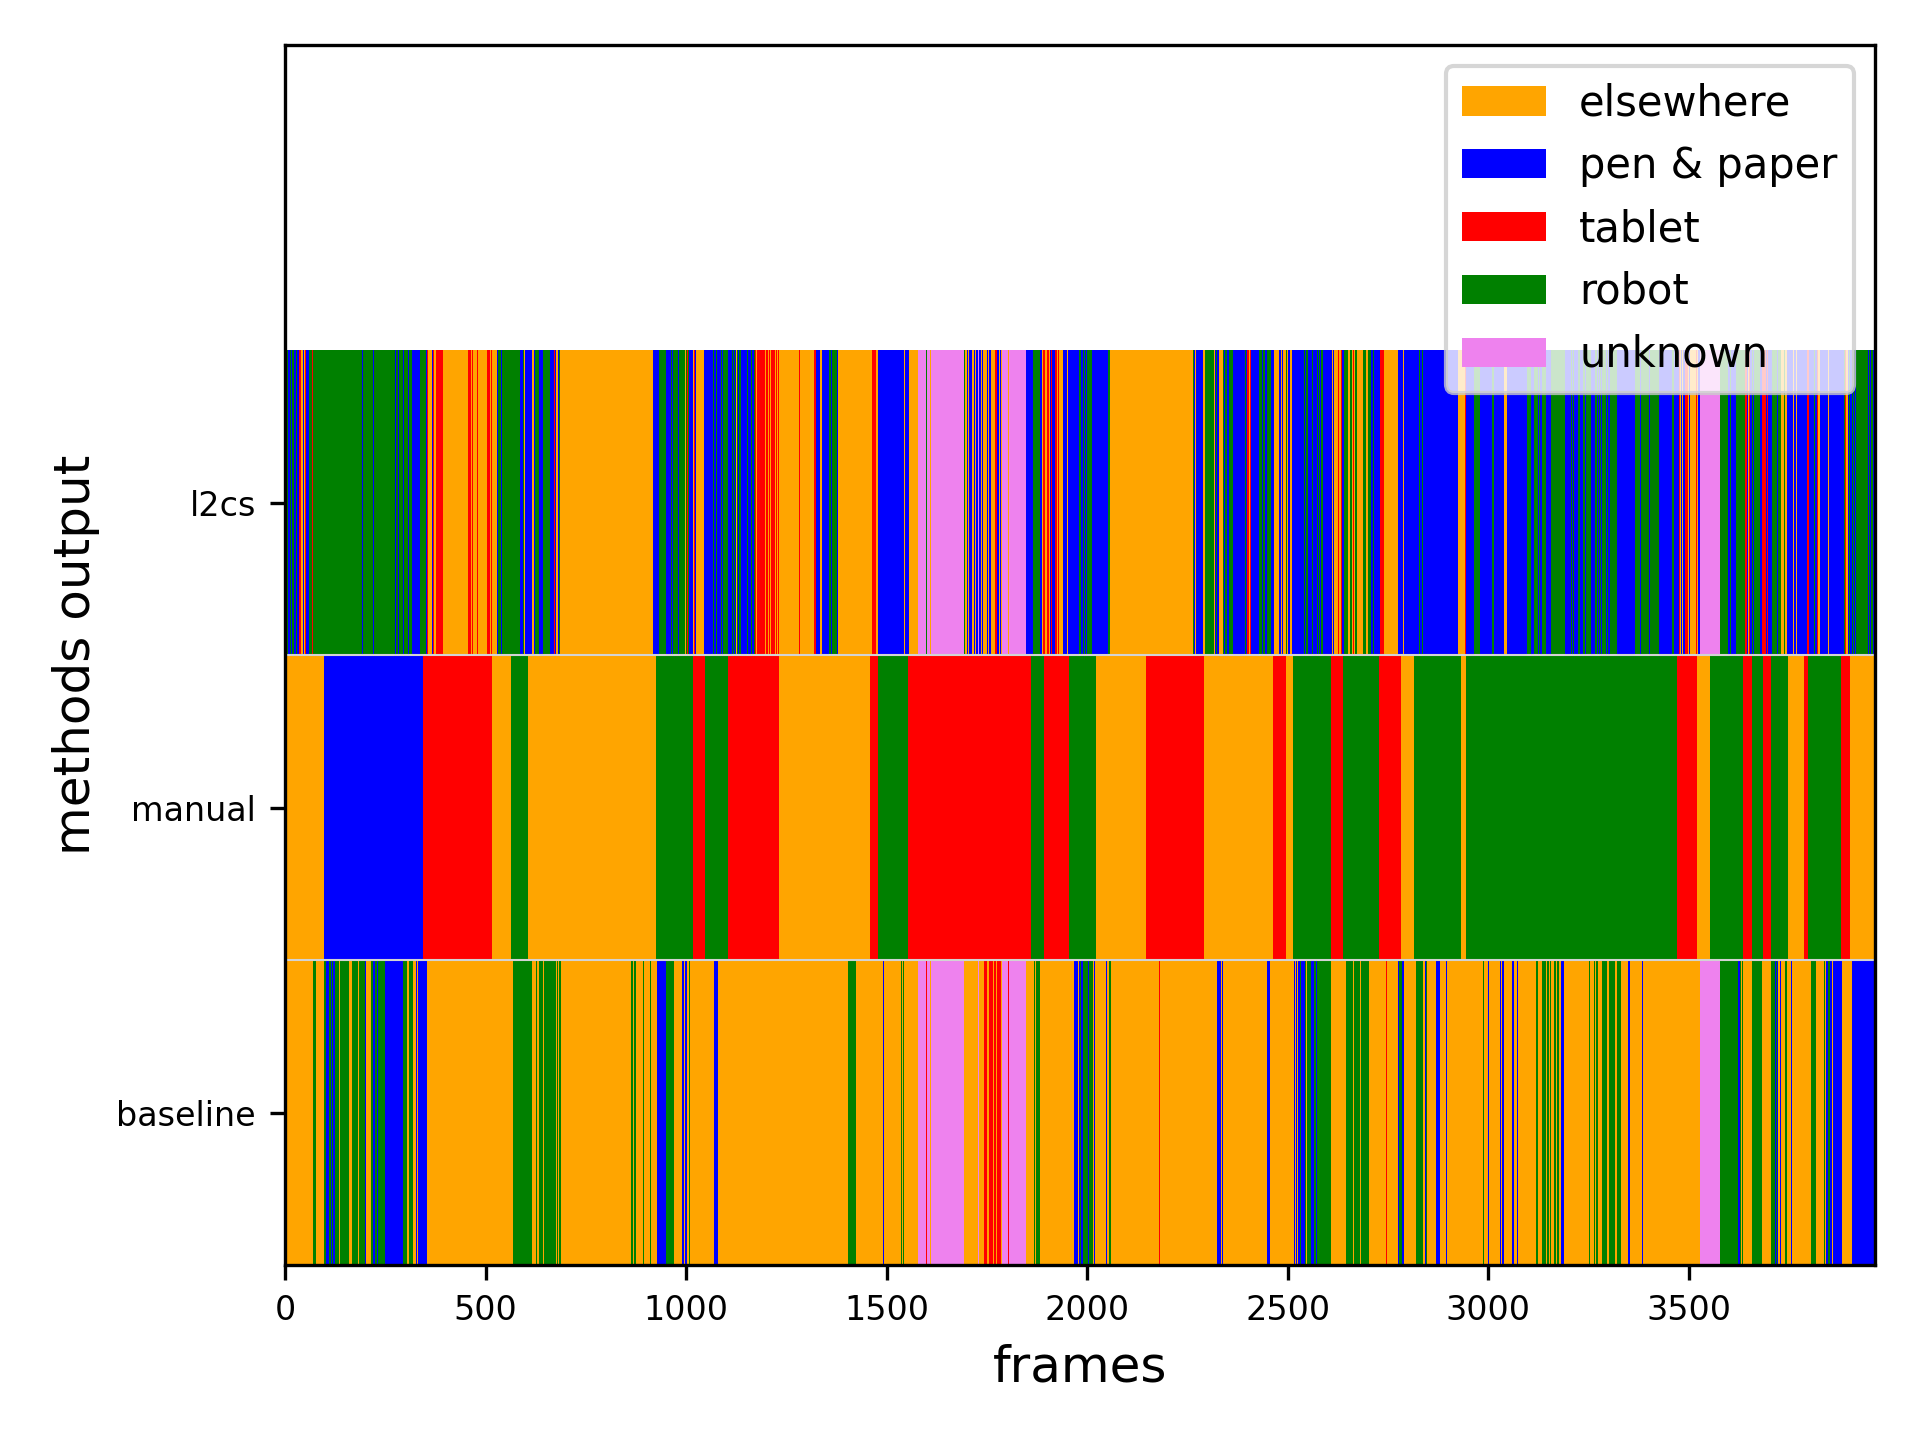 elsewhere
pen & paper
tablet
robot
unknown
methods output
l2cs
manual
baseline
0 500 1000 1500 2000 2500 3000 3500
frames